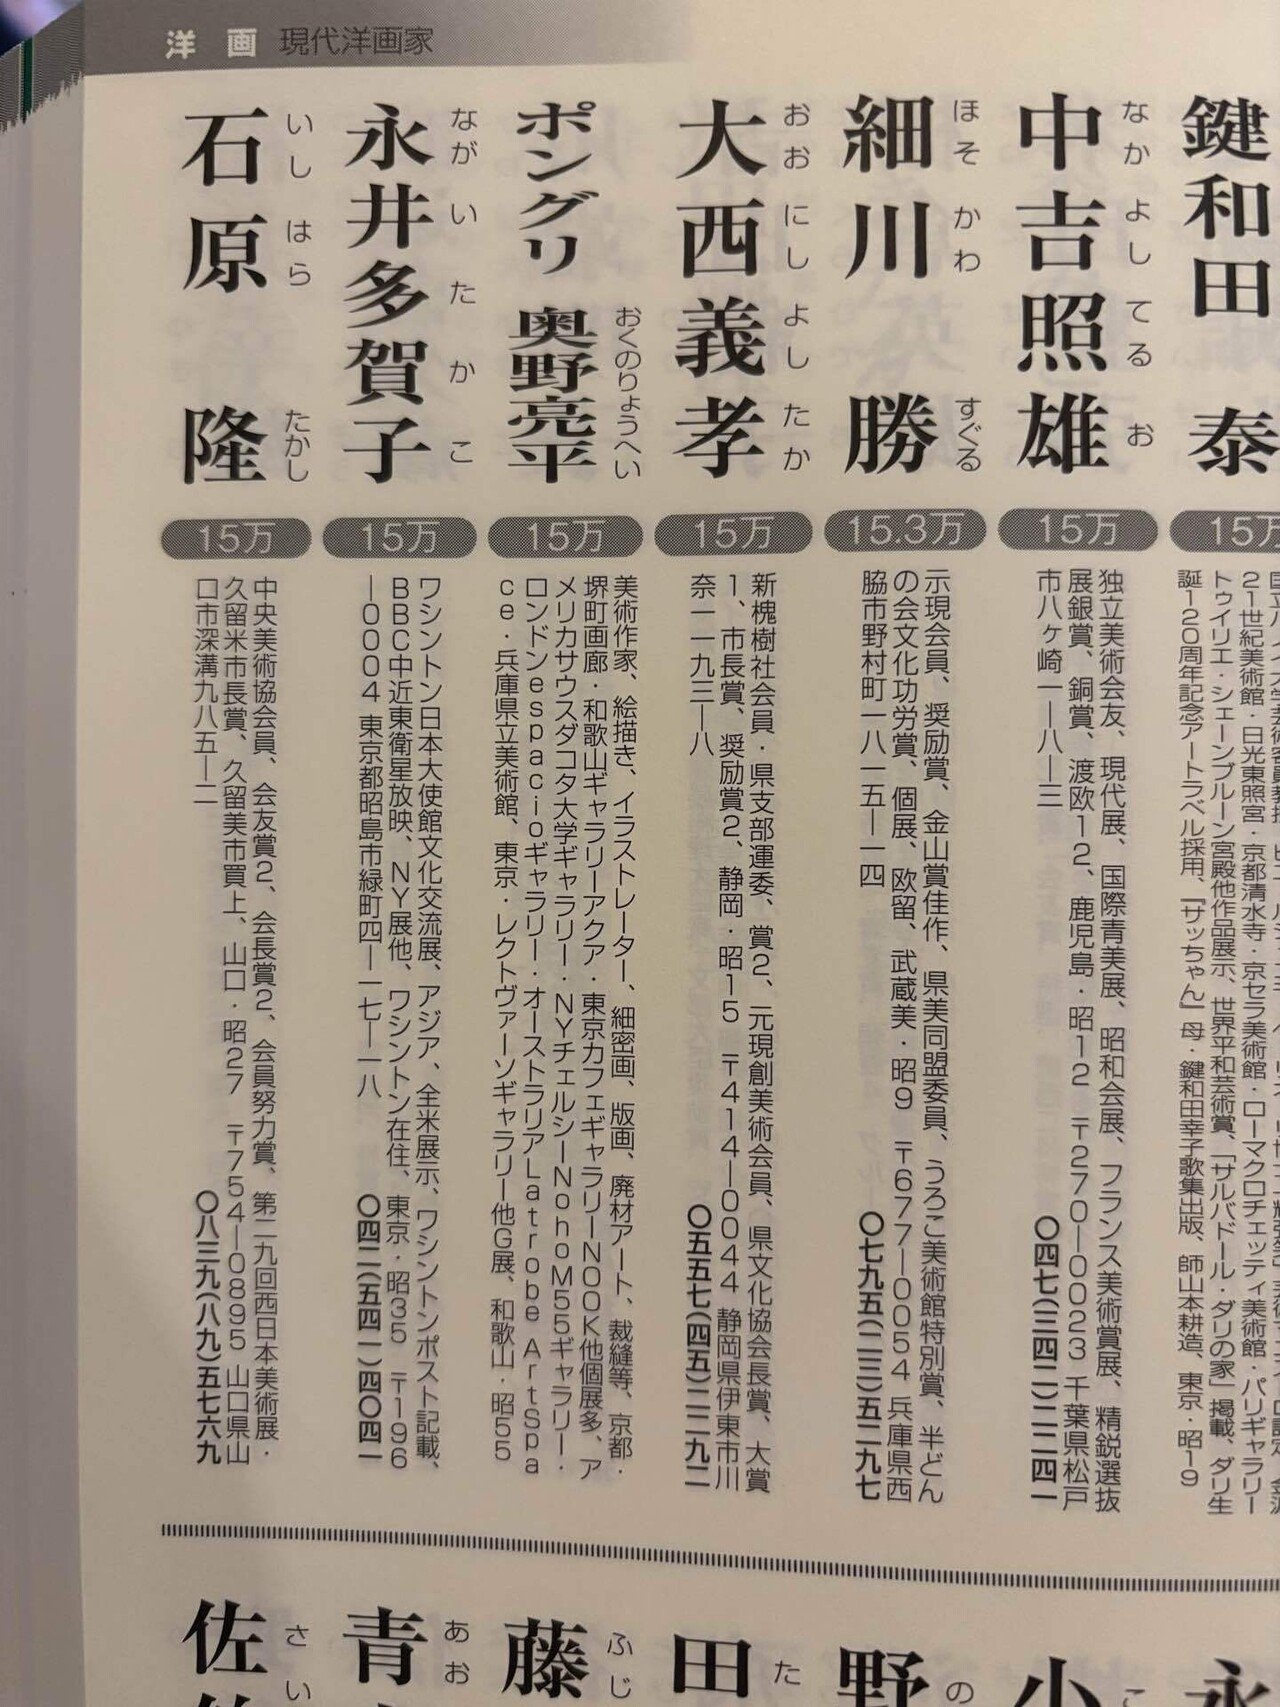 洋画 現代洋画家
鍵和田 泰
15万
21世紀美術館・日光東照宮・京都清水寺・京セラ美術館・ローマクロチェッティ美術館・パリギャラリー
トゥイリエ・シェーンブルーン宮殿他作品展示、世界平和芸術賞、「サルバドール・ダリの家」掲載、ダリ生
誕120周年記念アートラベル採用、『サッちゃん』母・鍵和田幸子歌集出版、師山本耕造、東京・昭19
中吉照雄
なかよしてるお
15万
独立美術会友、現代展、国際青美展、昭和会展、フランス美術賞展、精鋭選抜
展銀賞、銅賞、渡欧12、鹿児島・昭12 〒270―0023 千葉県松戸
市八ヶ崎一―八―三
〇四七(三四二)二二四一
細川 勝
ほそかわ すぐる
15.3万
示現会員、奨励賞、金山賞佳作、県美同盟委員、うろこ美術館特別賞、半どん
の会文化功労賞、個展、欧留、武蔵美・昭9 〒677―0054 兵庫県西
脇市野村町一八一五―一四
〇七九五(二三)五二九七
大西義孝
おおにしよしたか
15万
新槐樹社会員・県支部運委、賞2、元現創美術会員、県文化協会長賞、大賞
1、市長賞、奨励賞2、静岡・昭15 〒414―0044 静岡県伊東市川
奈一一九三―八
〇五五七(四五)二二九二
ポングリ 奥野亮平
おくのりょうへい
15万
美術作家、絵描き、イラストレーター、細密画、版画、廃材アート、裁縫等、京都・
堺町画廊・和歌山ギャラリーアクア・東京カフェギャラリーNOOK他個展多、ア
メリカサウスダコタ大学ギャラリー・NYチェルシーNohoM55ギャラリー・
ロンドンespacioギャラリー・オーストラリアLatrobe ArtSpa
ce・兵庫県立美術館、東京・レクトヴァーソギャラリー他G展、和歌山・昭55
永井多賀子
ながいたかこ
15万
ワシントン日本大使館文化交流展、アジア、全米展示、ワシントンポスト記載、
BBC中近東衛星放映、NY展他、ワシントン在住、東京・昭35 〒196
―0004 東京都昭島市緑町四―一七―一八
〇四二(五四一)四〇四一
石原 隆
いしはら たかし
15万
中央美術協会員、会友賞2、会長賞2、会員努力賞、第二九回西日本美術展・
久留米市長賞、久留美市買上、山口・昭27 〒754―0895 山口県山
口市深溝九八五―二
〇八三九(八九)五七六九
小
野
の
田
た
藤
ふじ
青
あお
佐
さい